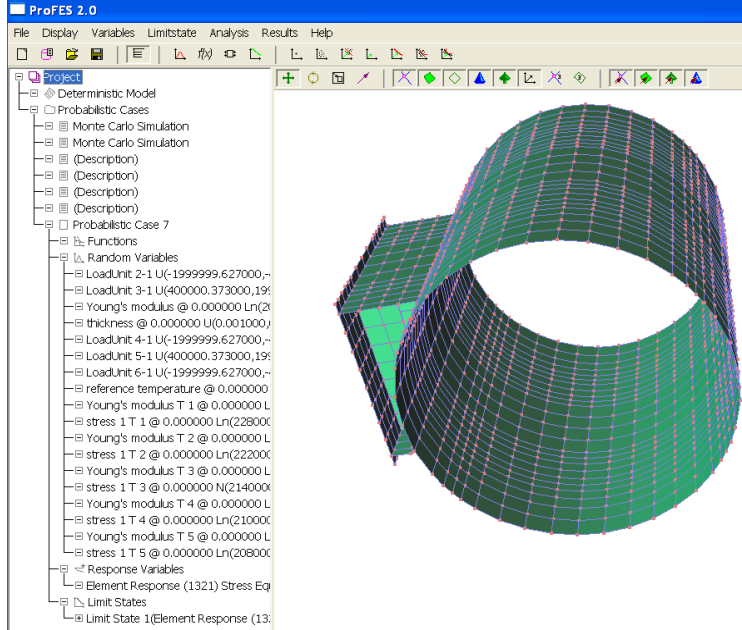 ProFES 2.0
File Display Variables Limitstate Analysis Results Help
f(x)
Project
Deterministic Model
Probabilistic Cases
Monte Carlo Simulation
Monte Carlo Simulation
(Description)
(Description)
(Description)
(Description)
Probabilistic Case 7
Functions
Random Variables
LoadUnit 2-1 U(-1999999.627000,-
LoadUnit 3-1 U(400000.373000,199
Young's modulus @ 0.000000 Ln(20
thickness @ 0.000000 U(0.001000,
LoadUnit 4-1 U(-1999999.627000,-
LoadUnit 5-1 U(400000.373000,199
LoadUnit 6-1 U(-1999999.627000,-
reference temperature @ 0.000000
Young's modulus T 1 @ 0.000000 L
stress 1 T 1 @ 0.000000 Ln(228000
Young's modulus T 2 @ 0.000000 L
stress 1 T 2 @ 0.000000 Ln(222000
Young's modulus T 3 @ 0.000000 L
stress 1 T 3 @ 0.000000 N(2140000
Young's modulus T 4 @ 0.000000 L
stress 1 T 4 @ 0.000000 Ln(210000
Young's modulus T 5 @ 0.000000 L
stress 1 T 5 @ 0.000000 Ln(208000
Response Variables
Element Response (1321) Stress Equ
Limit States
Limit State 1(Element Response (132